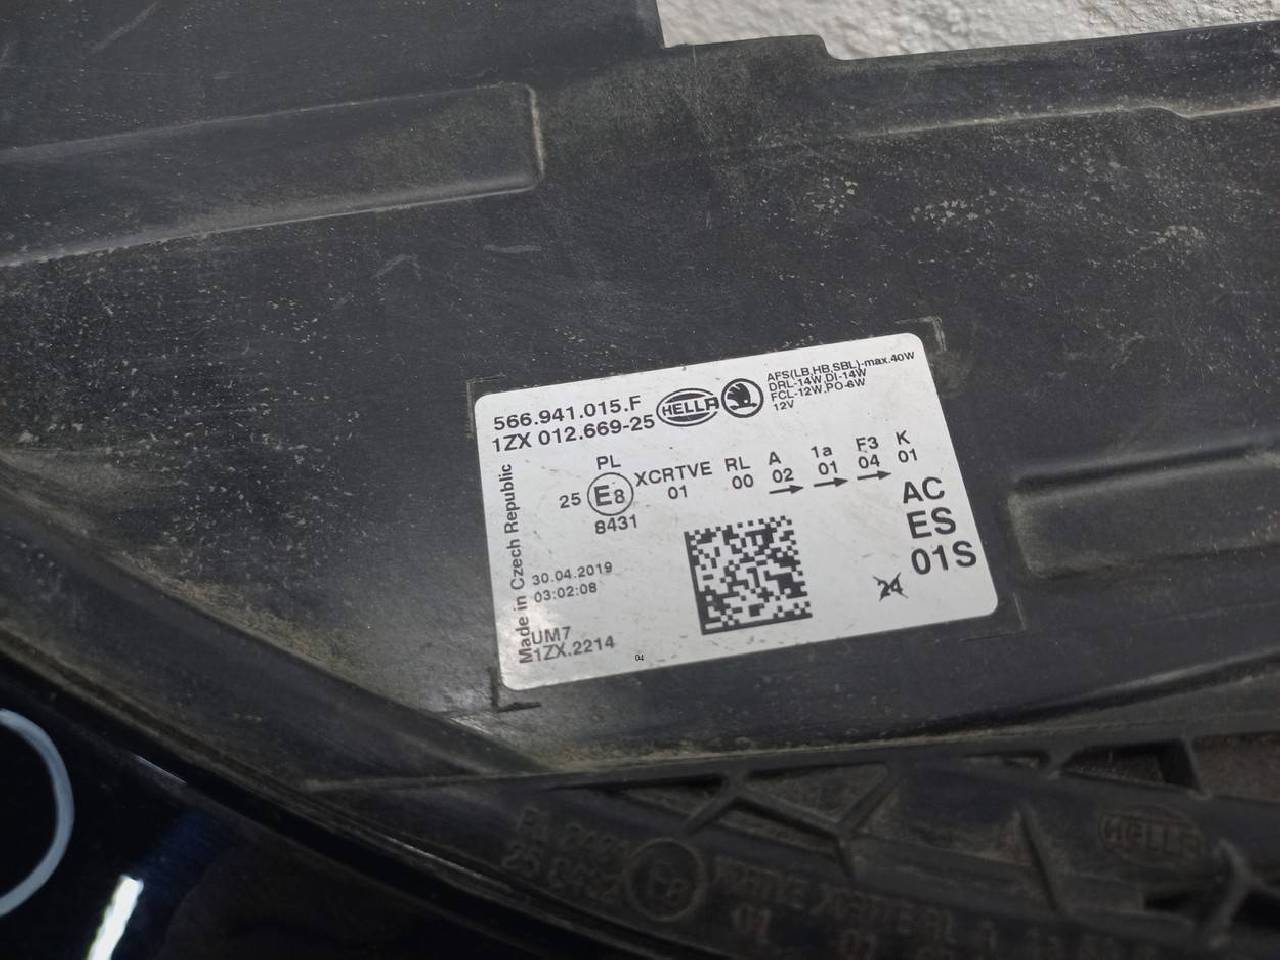 566.941.015.F
1ZX 012.669-25
HELLA
AFS(LB,HB,SBL)-max.40W
DRL-14W,DI-14W
FCL-12W,PO-6W
12V
PL
25 E8 XCRTVE RL A 1a F3 K
01 00 02 01 04 01
8431
AC
ES
01S
24
30.04.2019
03:02:08
UM7
1ZX.2214
04
Made in Czech Republic
HELLA